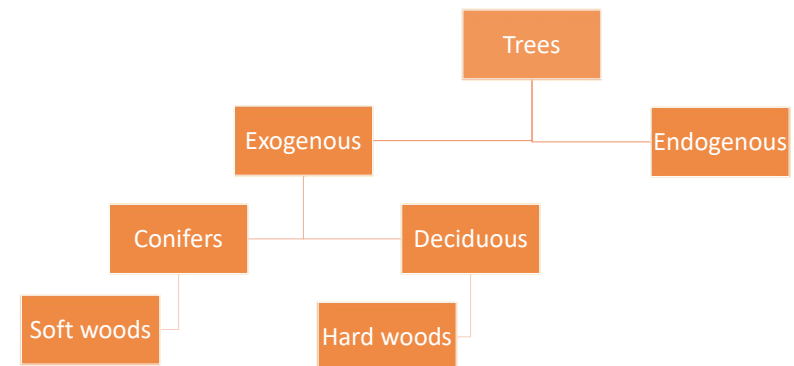 Trees
Exogenous
Endogenous
Conifers
Deciduous
Soft woods
Hard woods